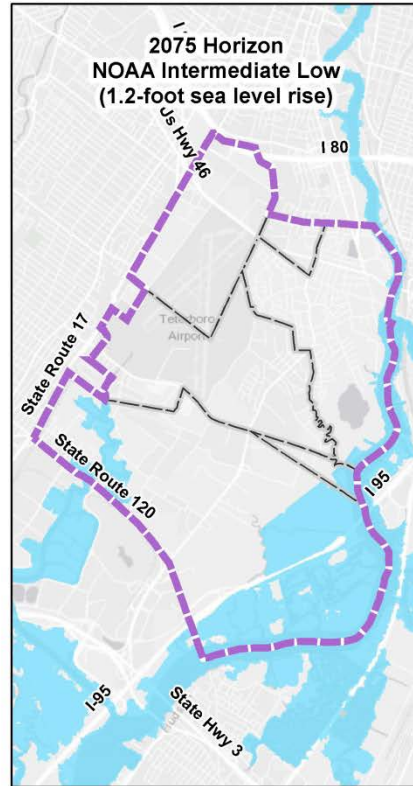 2075 Horizon
NOAA Intermediate Low
(1.2-foot sea level rise)
I 80
Us Hwy 46
Teterboro
Airport
State Route 17
State Route 120
I 95
I-95
State Hwy 3